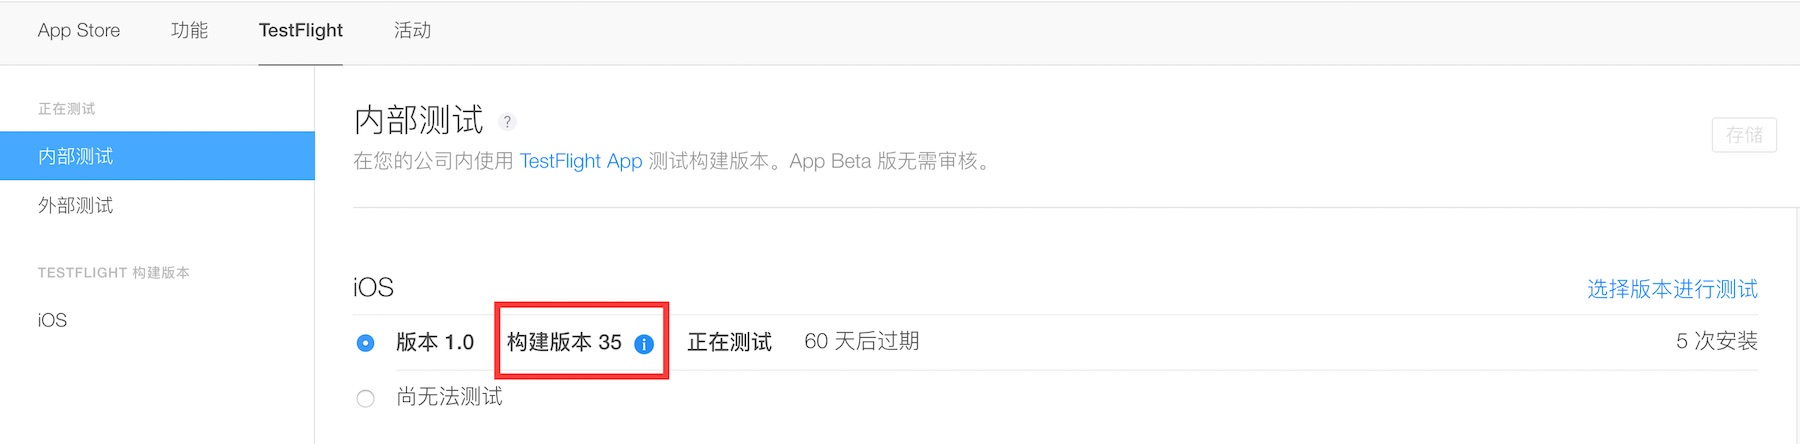 App Store 功能 TestFlight 活动
正在测试
内部测试
外部测试
TESTFLIGHT 构建版本
iOS
内部测试 ?
存储
在您的公司内使用 TestFlight App 测试构建版本。App Beta 版无需审核。
iOS
选择版本进行测试
版本 1.0 构建版本 35 i 正在测试 60 天后过期 5 次安装
尚无法测试